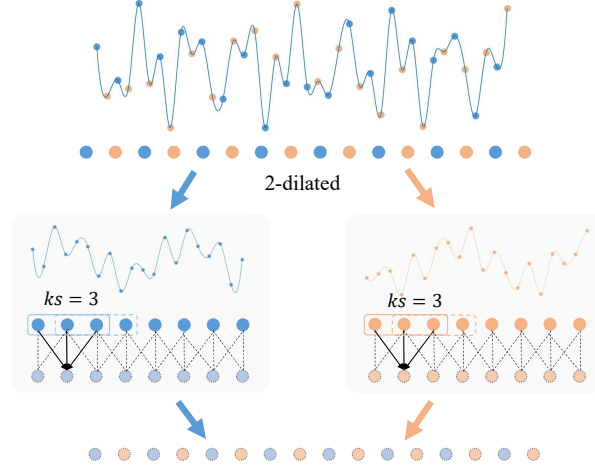 2-dilated
ks = 3
ks = 3